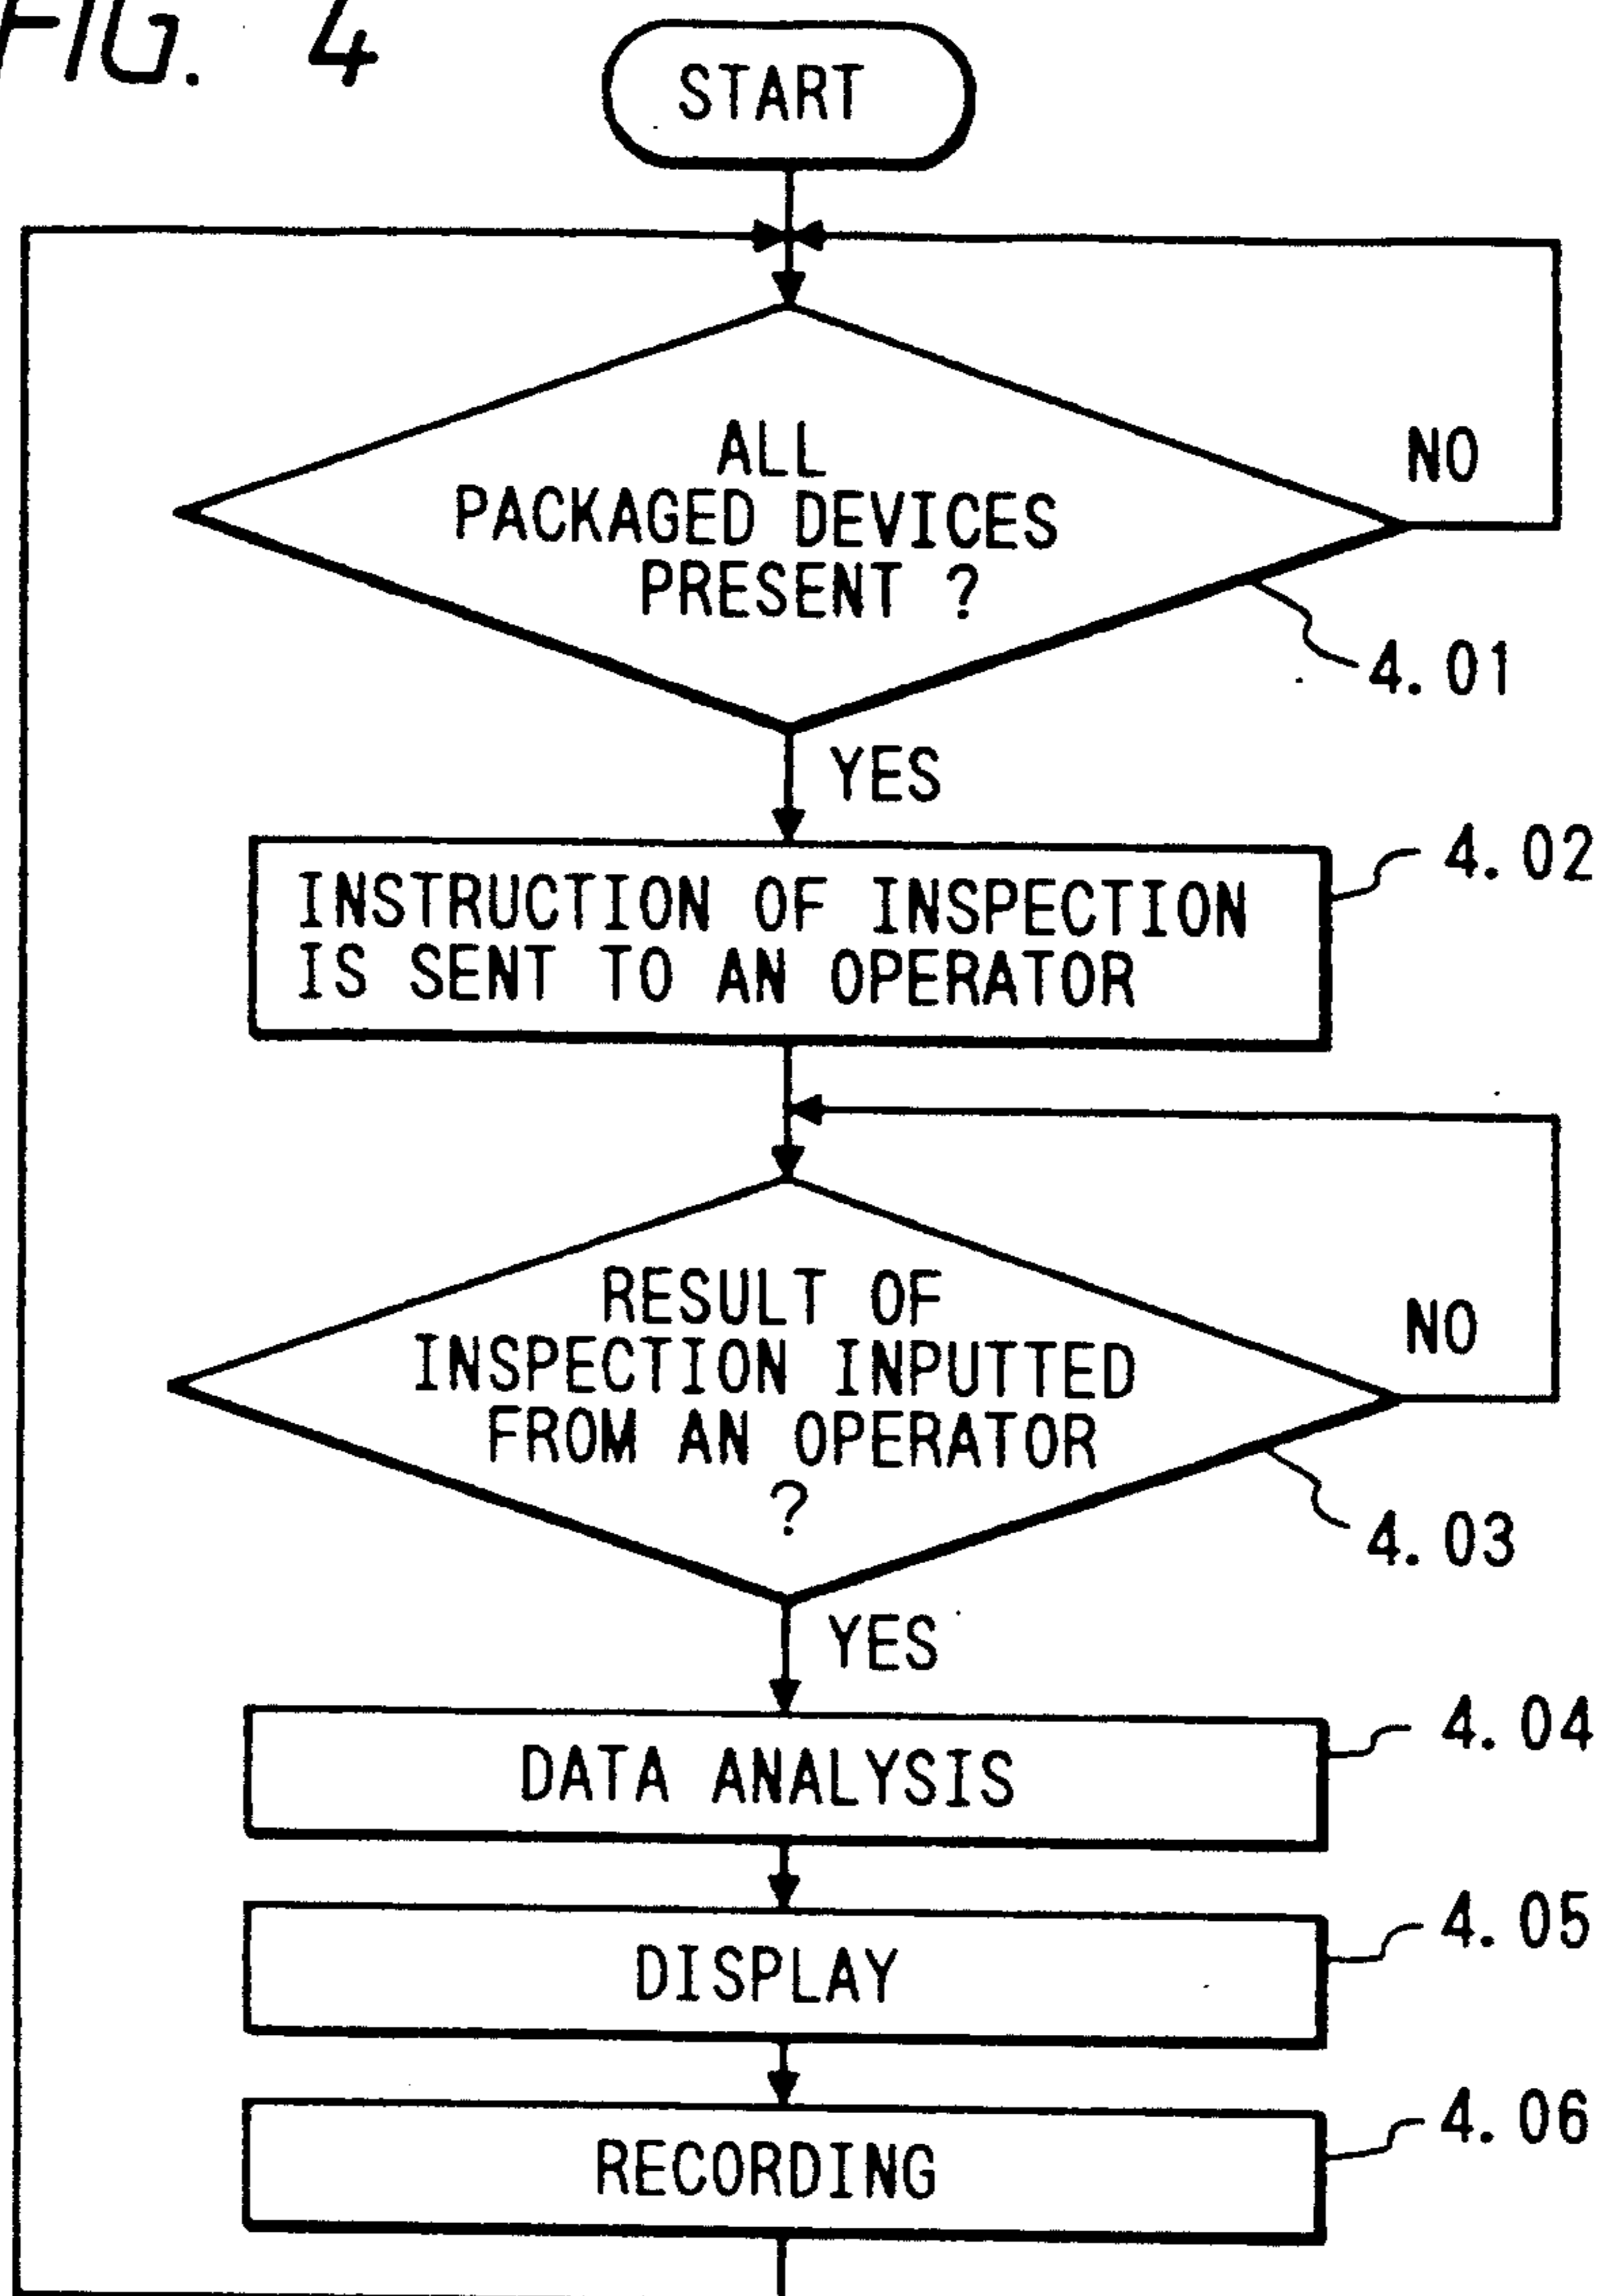 FIG. 4
START
ALL
PACKAGED DEVICES
PRESENT ?
NO
4.01
YES
4.02
INSTRUCTION OF INSPECTION
IS SENT TO AN OPERATOR
RESULT OF
INSPECTION INPUTTED
FROM AN OPERATOR
?
NO
4.03
YES
4.04
DATA ANALYSIS
4.05
DISPLAY
4.06
RECORDING